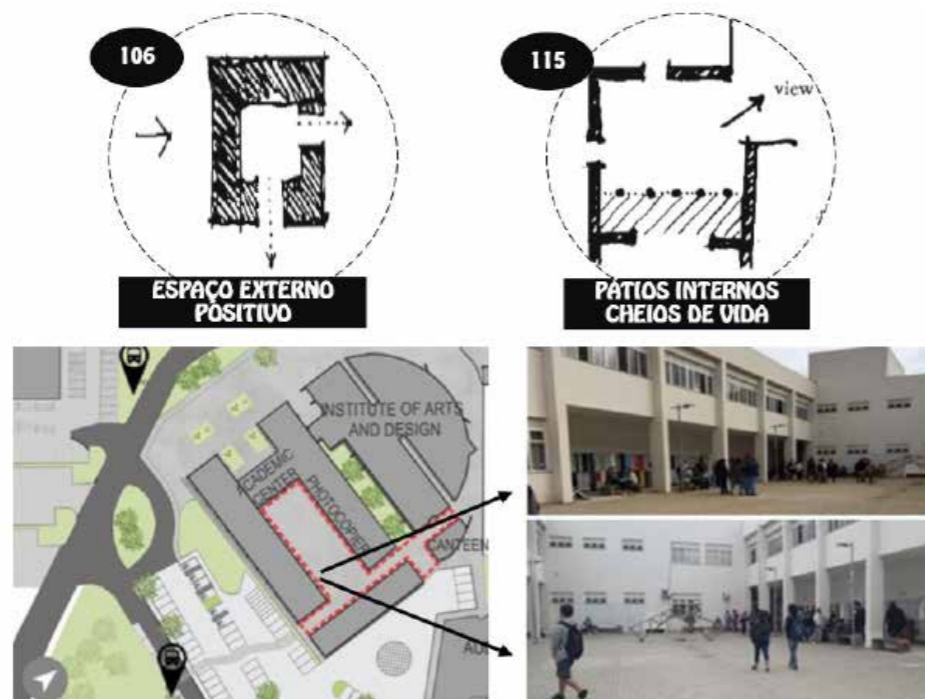 106
ESPAÇO EXTERNO
POSITIVO
115
view
PÁTIOS INTERNOS
CHEIOS DE VIDA
INSTITUTE OF ARTS
AND DESIGN
ACADEMIC
CENTER
PHOTOCOPIER
CANTEEN
AU